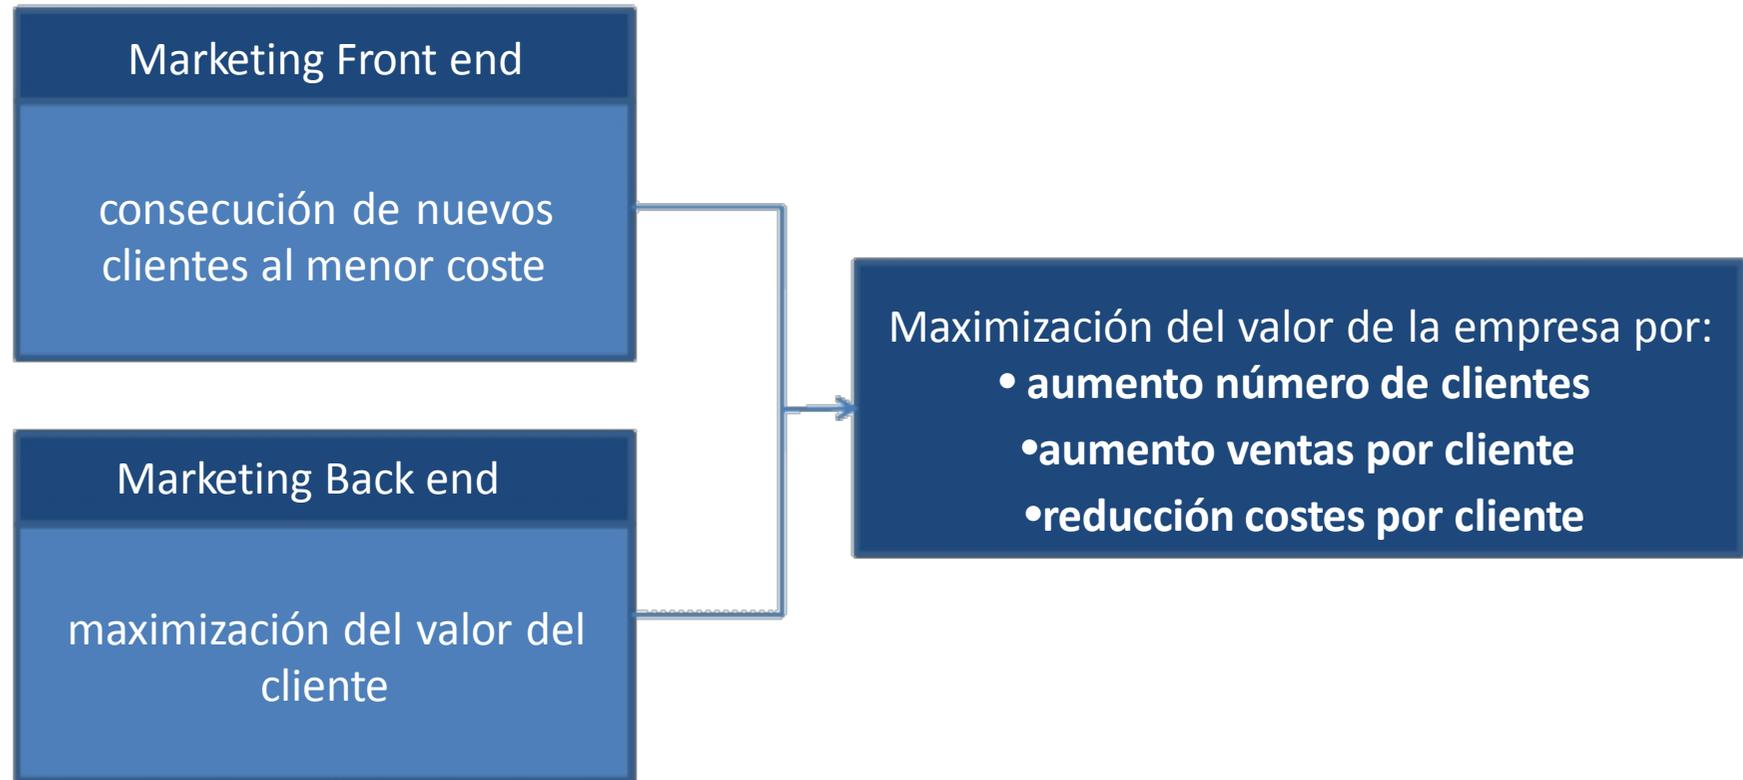 Marketing Front end
consecución de nuevos
clientes al menor coste
Marketing Back end
maximización del valor del
cliente
Maximización del valor de la empresa por:
• aumento número de clientes
•aumento ventas por cliente
•reducción costes por cliente